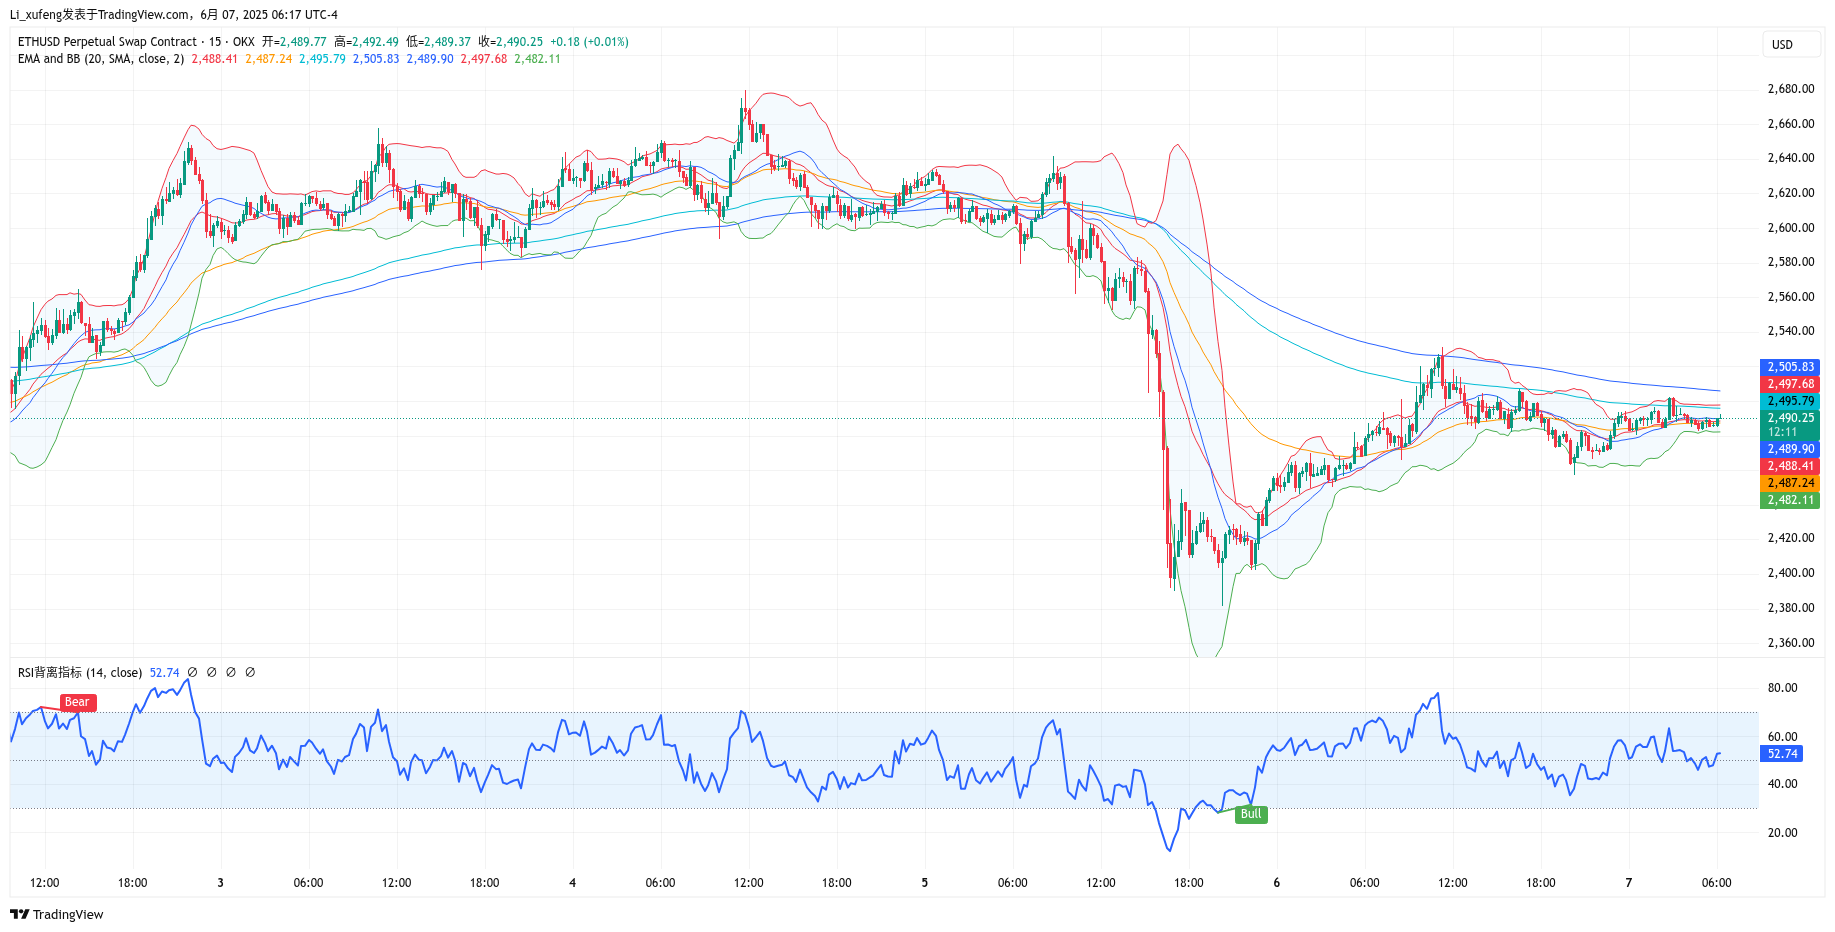 Li_xufeng发表于TradingView.com，6月 07, 2025 06:17 UTC-4
ETHUSD Perpetual Swap Contract · 15 · OKX 开=2,489.77 高=2,492.49 低=2,489.37 收=2,490.25 +0.18 (+0.01%)
EMA and BB (20, SMA, close, 2) 2,488.41 2,487.24 2,495.79 2,505.83 2,489.90 2,497.68 2,482.11
USD
2,680.00
2,660.00
2,640.00
2,620.00
2,600.00
2,580.00
2,560.00
2,540.00
2,505.83
2,497.68
2,495.79
2,490.25
12:11
2,489.90
2,488.41
2,487.24
2,482.11
2,420.00
2,400.00
2,380.00
2,360.00
RSI背离指标 (14, close) 52.74 ∅ ∅ ∅ ∅
Bear
Bull
80.00
60.00
52.74
40.00
20.00
12:00 18:00 3 06:00 12:00 18:00 4 06:00 12:00 18:00 5 06:00 12:00 18:00 6 06:00 12:00 18:00 7 06:00
TradingView